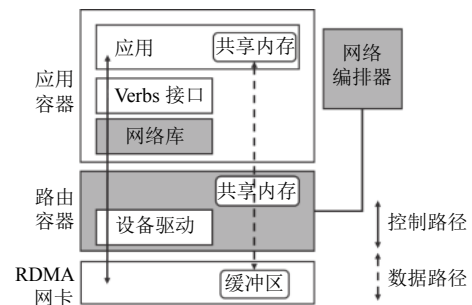 应用
共享内存
网络
编排器
应用
容器
Verbs 接口
网络库
路由
容器
共享内存
设备驱动
控制路径
RDMA
网卡
缓冲区
数据路径